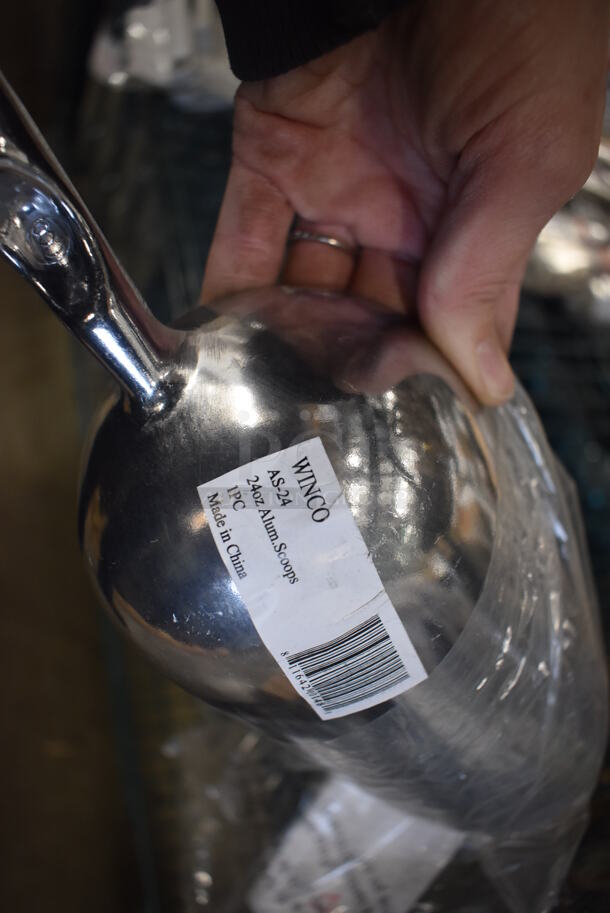 WINCO
AS-24
24oz Alum.Scoops
1PC
Made in China